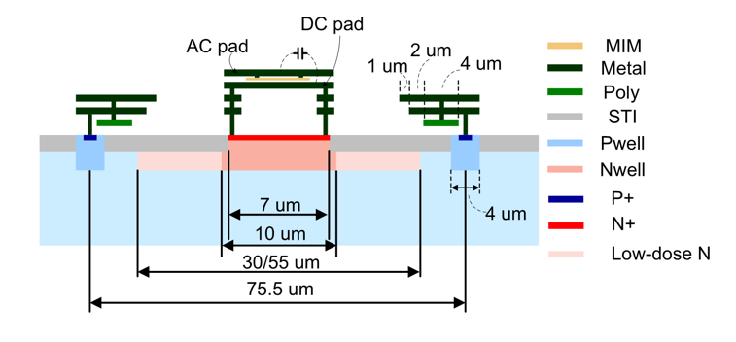 DC pad
AC pad
2 um
1 um
4 um
MIM
Metal
Poly
STI
Pwell
Nwell
P+
N+
Low-dose N
7 um
4 um
10 um
30/55 um
75.5 um